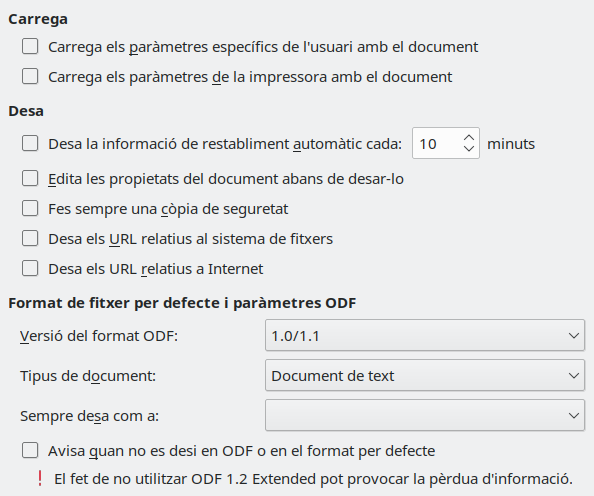 Carrega
Carrega els paràmetres específics de l'usuari amb el document
Carrega els paràmetres de la impressora amb el document
Desa
Desa la informació de restabliment automàtic cada: 10 minuts
Edita les propietats del document abans de desar-lo
Fes sempre una còpia de seguretat
Desa els URL relatius al sistema de fitxers
Desa els URL relatius a Internet
Format de fitxer per defecte i paràmetres ODF
Versió del format ODF: 1.0/1.1
Tipus de document: Document de text
Sempre desa com a:
Avisa quan no es desi en ODF o en el format per defecte
! El fet de no utilitzar ODF 1.2 Extended pot provocar la pèrdua d'informació.